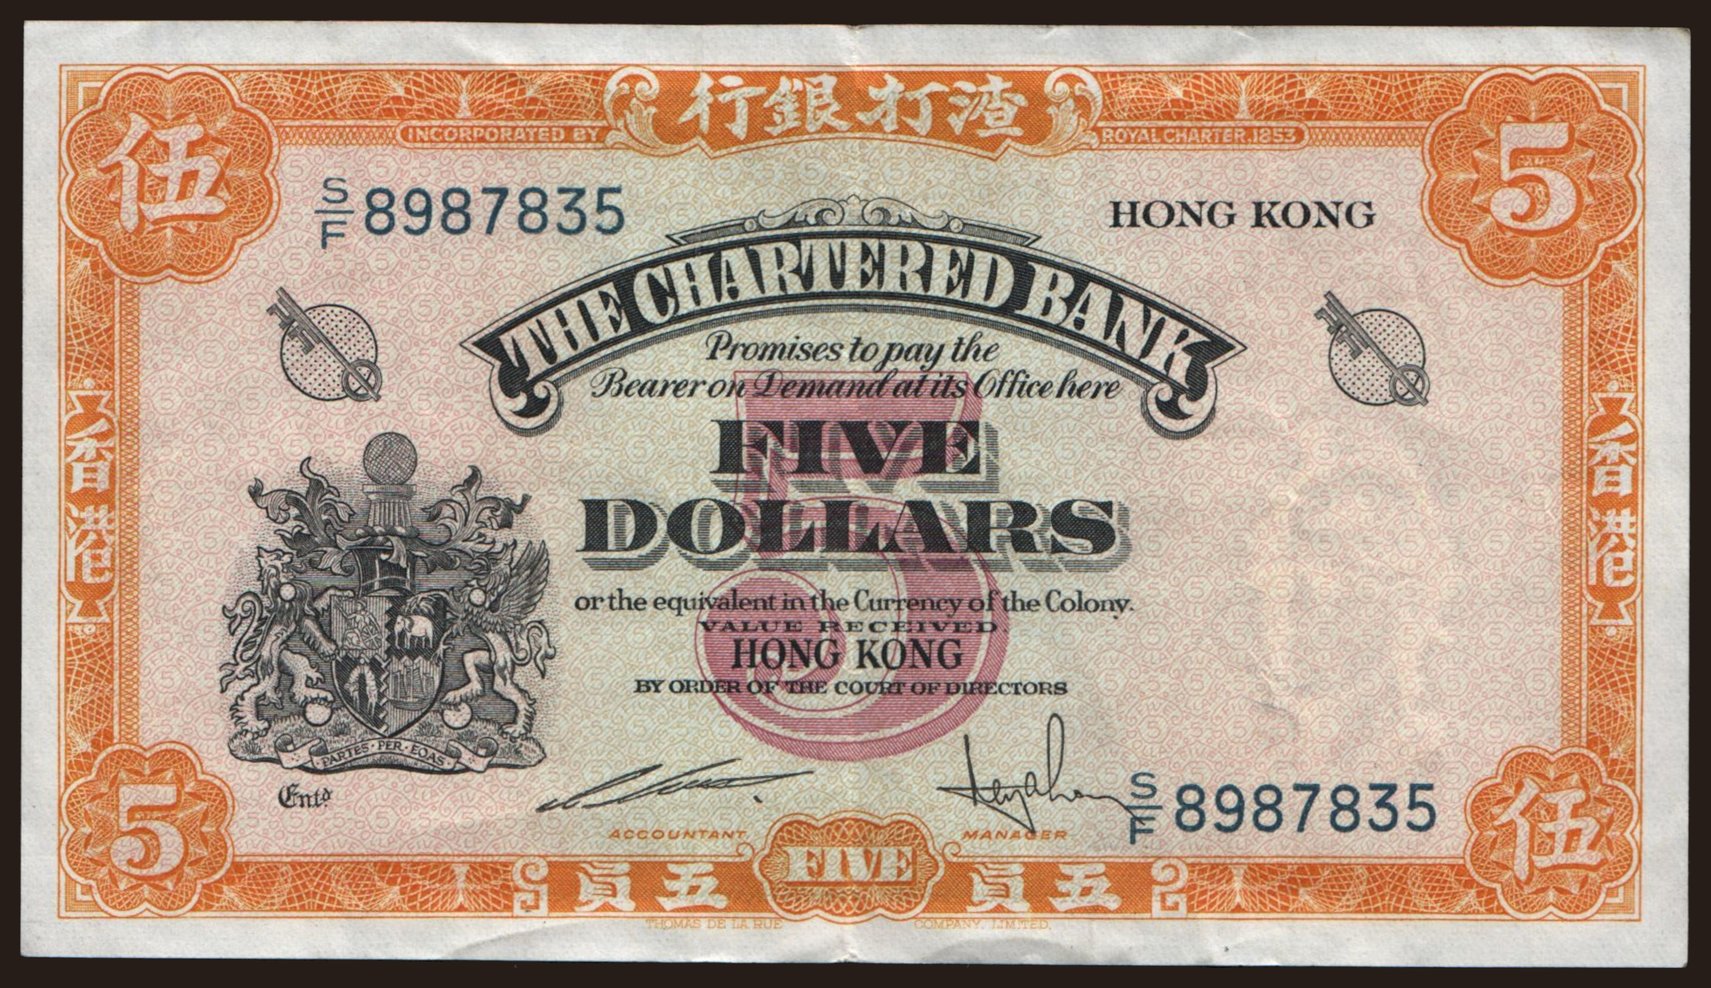 渣打銀行
INCORPORATED BY ROYAL CHARTER.1853
伍
5
S/F 8987835
HONG KONG
THE CHARTERED BANK
Promises to pay the
Bearer on Demand at its Office here
5
FIVE
DOLLARS
香港
香港
or the equivalent in the Currency of the Colony.
VALUE RECEIVED
HONG KONG
BY ORDER OF THE COURT OF DIRECTORS
PARTES·PER·EOAS
Entd
S/F 8987835
ACCOUNTANT.
MANAGER
5
伍
員五
FIVE
員五
THOMAS DE LA RUE COMPANY, LIMITED.